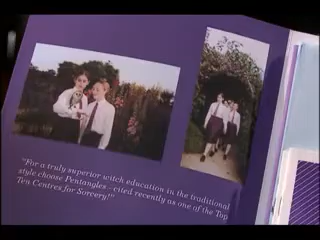 "For a truly superior witch education in the traditional
style choose Pentangles - cited recently as one of the Top
Ten Centres for Sorcery!"